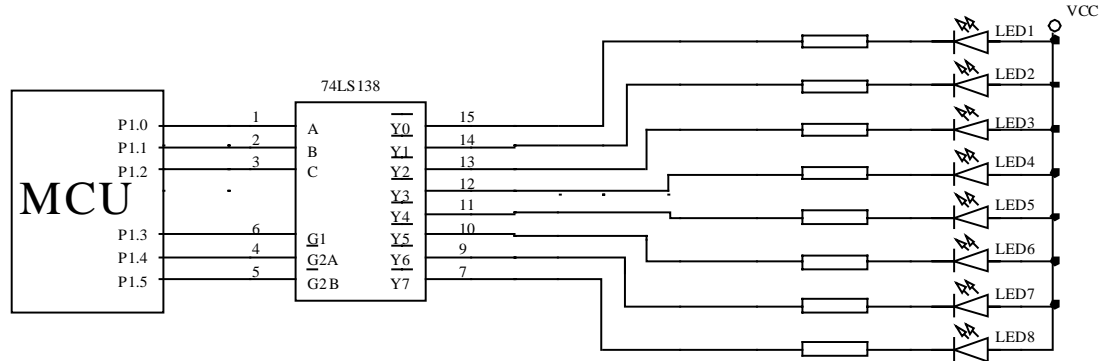 VCC
LED1
74LS138
LED2
P1.0 1 A Y0 15 LED3
P1.1 2 B Y1 14
P1.2 3 C Y2 13 LED4
MCU Y3 12
Y4 11 LED5
P1.3 6 G1 Y5 10
P1.4 4 G2A Y6 9 LED6
P1.5 5 G2B Y7 7
LED7
LED8